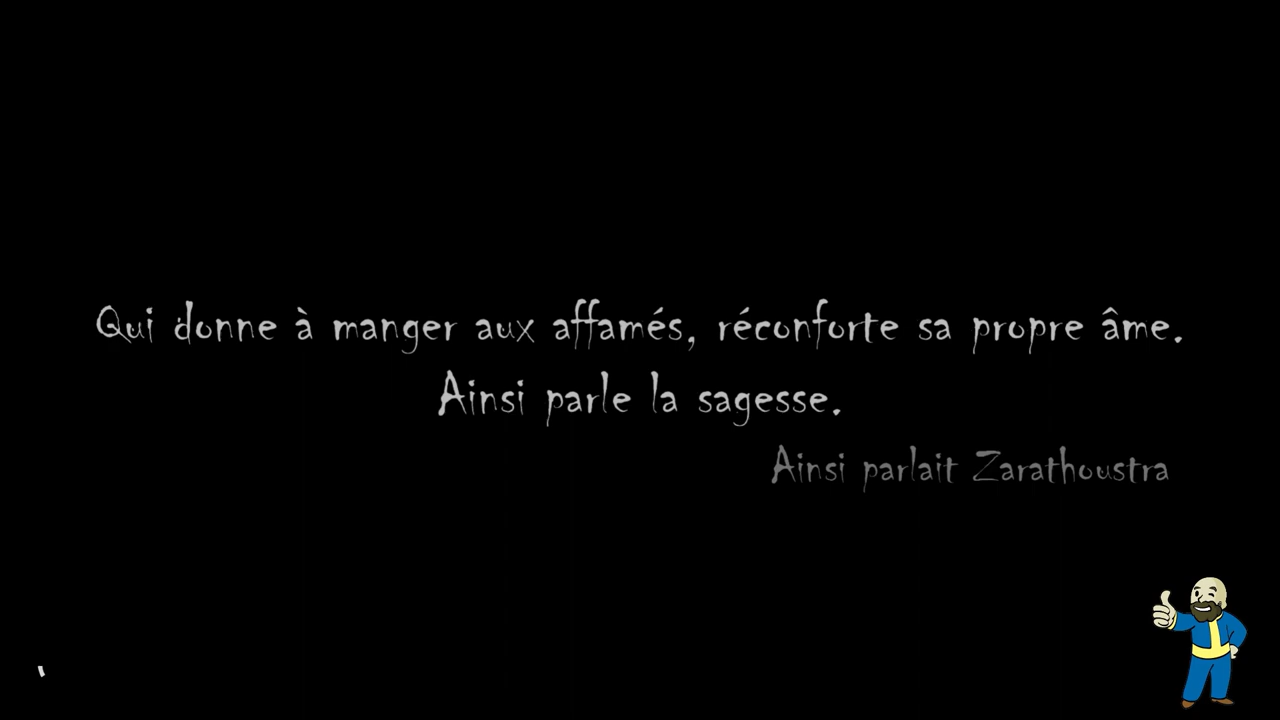 Qui donne à manger aux affamés, réconforte sa propre âme.
Ainsi parle la sagesse.
Ainsi parlait Zarathoustra